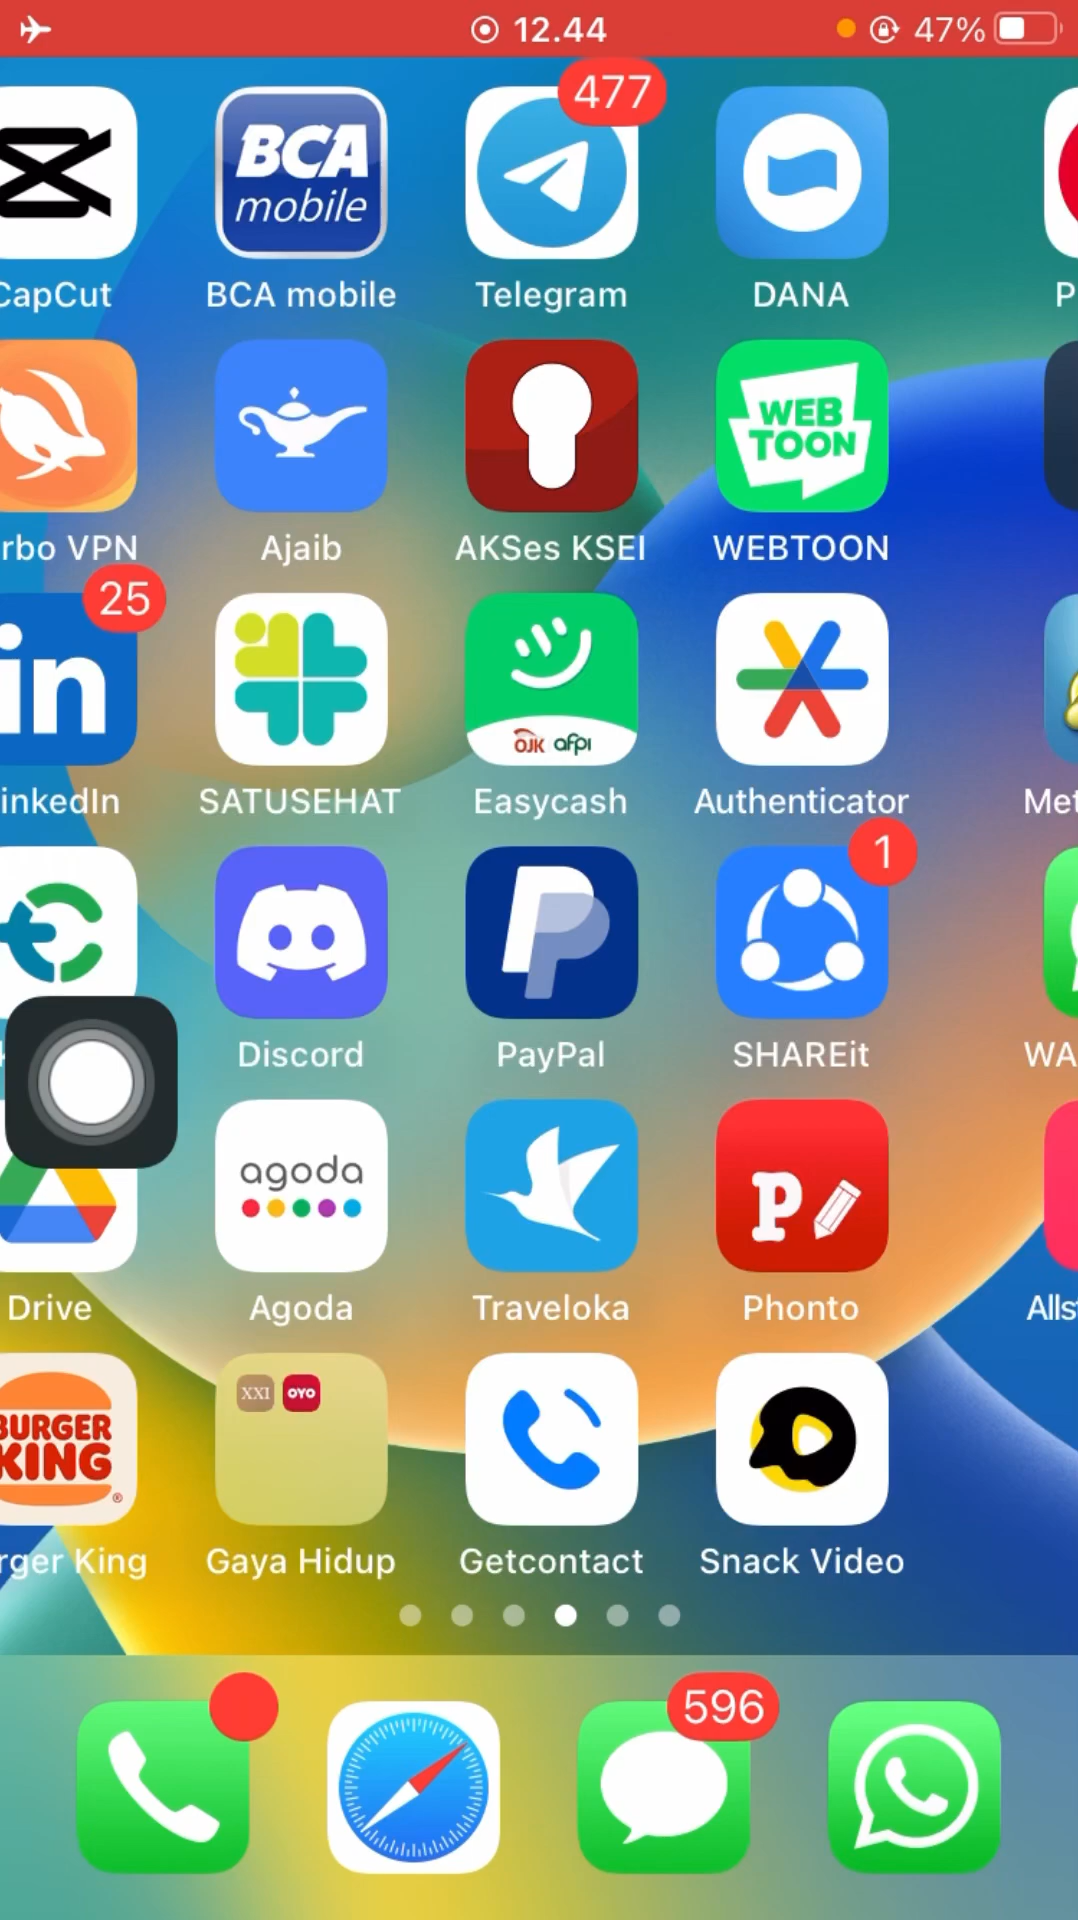 12.44
47%
477
BCA
mobile
CapCut
BCA mobile
Telegram
DANA
P
WEB
TOON
rbo VPN
Ajaib
AKSes KSEI
WEBTOON
25
in
OJK afpi
inkedIn
SATUSEHAT
Easycash
Authenticator
Met
1
Discord
PayPal
SHAREit
WA
agoda
P
Drive
Agoda
Traveloka
Phonto
Alls
BURGER
KING
®
XXI
OYO
rger King
Gaya Hidup
Getcontact
Snack Video
596